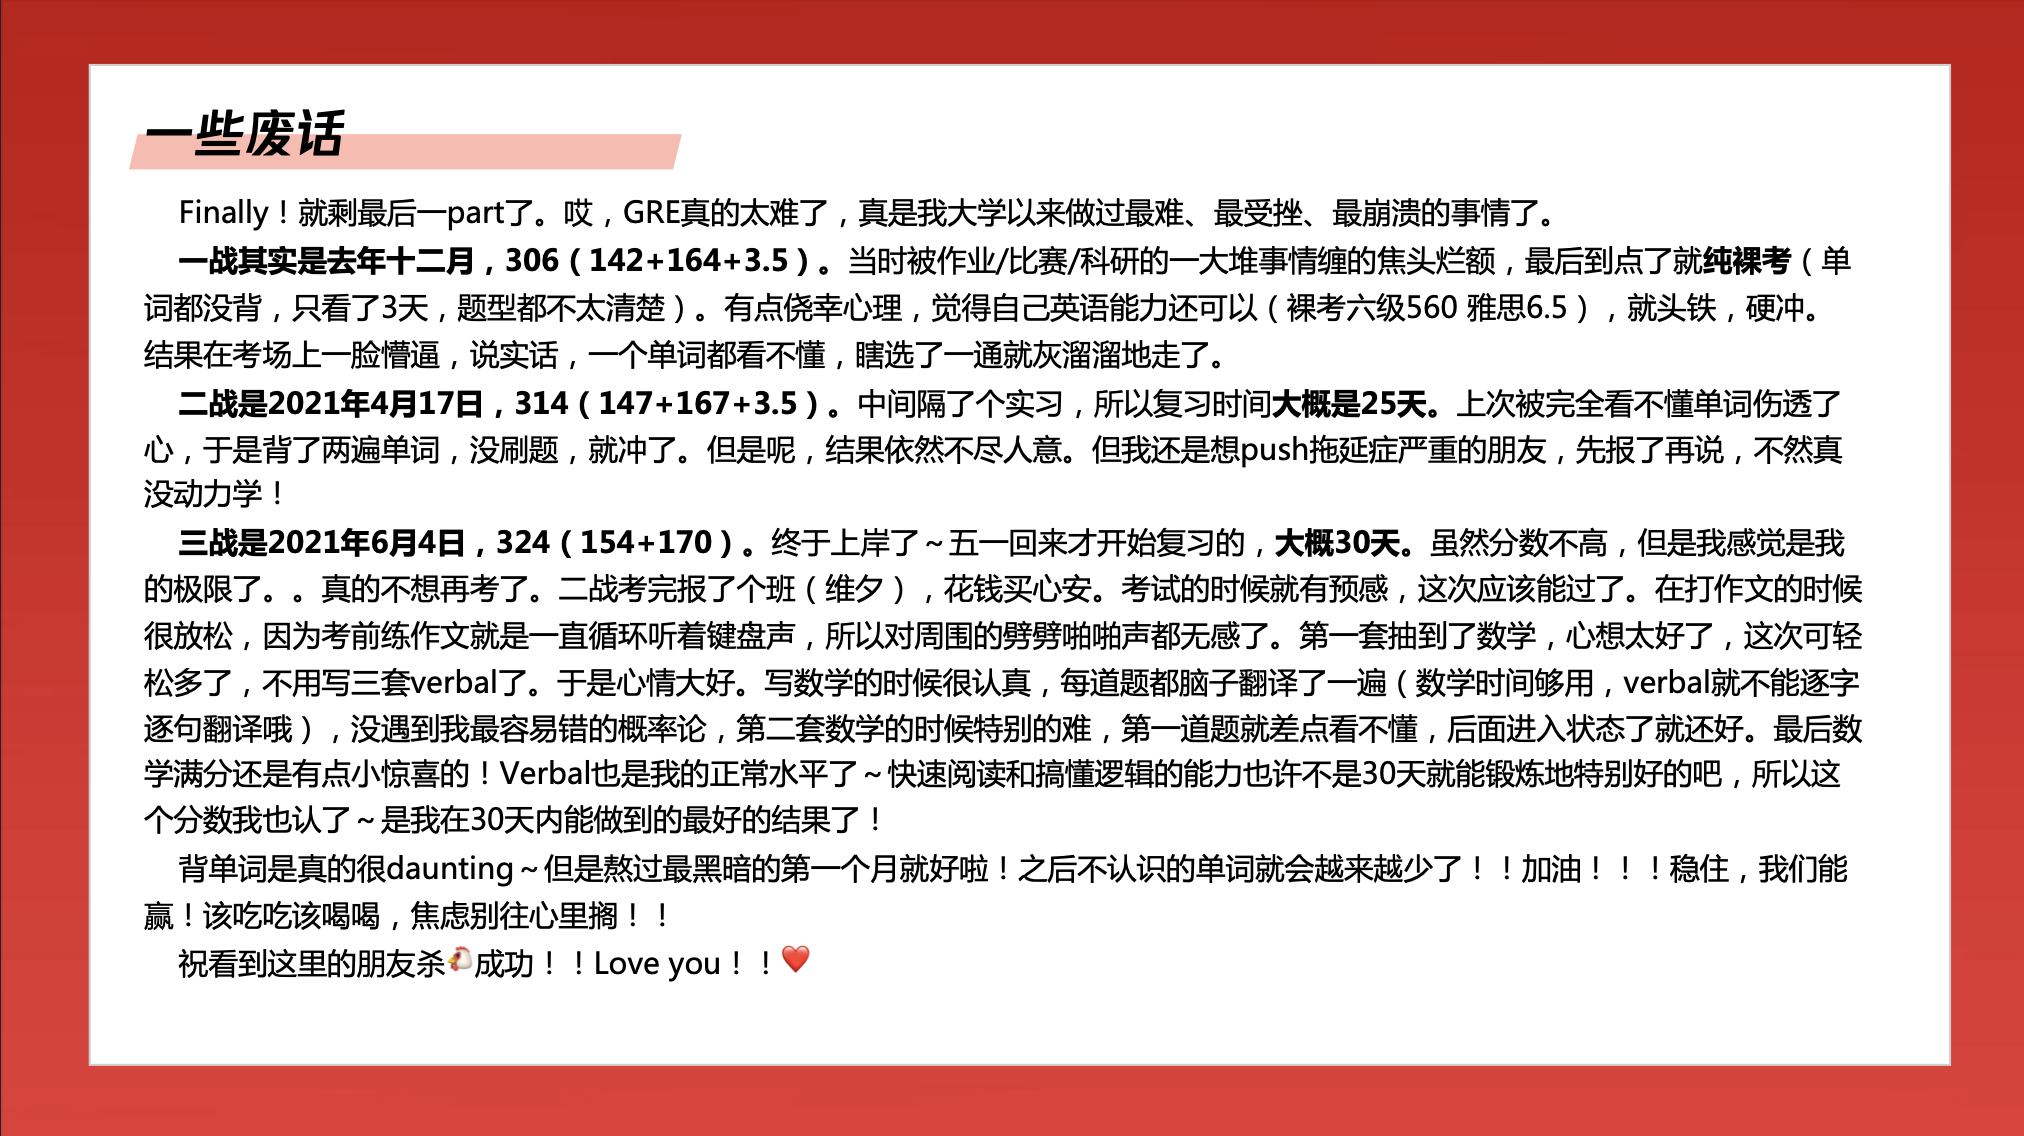 一些废话
Finally！就剩最后一part了。哎，GRE真的太难了，真是我大学以来做过最难、最受挫、最崩溃的事情了。
一战其实是去年十二月，306（142+164+3.5）。当时被作业/比赛/科研的一大堆事情缠的焦头烂额，最后到点了就纯裸考（单
词都没背，只看了3天，题型都不太清楚）。有点侥幸心理，觉得自己英语能力还可以（裸考六级560 雅思6.5），就头铁，硬冲。
结果在考场上一脸懵逼，说实话，一个单词都看不懂，瞎选了一通就灰溜溜地走了。
二战是2021年4月17日，314（147+167+3.5）。中间隔了个实习，所以复习时间大概是25天。上次被完全看不懂单词伤透了
心，于是背了两遍单词，没刷题，就冲了。但是呢，结果依然不尽人意。但我还是想push拖延症严重的朋友，先报了再说，不然真
没动力学！
三战是2021年6月4日，324（154+170）。终于上岸了～五一回来才开始复习的，大概30天。虽然分数不高，但是我感觉是我
的极限了。。真的不想再考了。二战考完报了个班（维夕），花钱买心安。考试的时候就有预感，这次应该能过了。在打作文的时候
很放松，因为考前练作文就是一直循环听着键盘声，所以对周围的劈劈啪啪声都无感了。第一套抽到了数学，心想太好了，这次可轻
松多了，不用写三套verbal了。于是心情大好。写数学的时候很认真，每道题都脑子翻译了一遍（数学时间够用，verbal就不能逐字
逐句翻译哦），没遇到我最容易错的概率论，第二套数学的时候特别的难，第一道题就差点看不懂，后面进入状态了就还好。最后数
学满分还是有点小惊喜的！Verbal也是我的正常水平了～快速阅读和搞懂逻辑的能力也许不是30天就能锻炼地特别好的吧，所以这
个分数我也认了～是我在30天内能做到的最好的结果了！
背单词是真的很daunting～但是熬过最黑暗的第一个月就好啦！之后不认识的单词就会越来越少了！！加油！！！稳住，我们能
赢！该吃吃该喝喝，焦虑别往心里搁！！
祝看到这里的朋友杀🐔成功！！Love you！！❤️